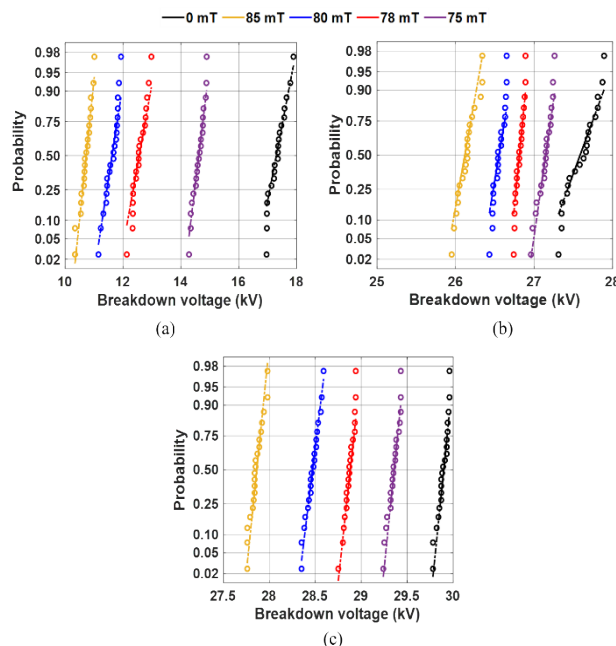 0 mT 85 mT 80 mT 78 mT 75 mT
0.98
0.95
0.90
0.75
0.50
0.25
0.10
0.05
0.02
Probability
10 11 12 13 14 15 16 17 18
Breakdown voltage (kV)
(a)
0.98
0.95
0.90
0.75
0.50
0.25
0.10
0.05
0.02
Probability
25 26 27 28
Breakdown voltage (kV)
(b)
0.98
0.95
0.90
0.75
0.50
0.25
0.10
0.05
0.02
Probability
27.5 28 28.5 29 29.5 30
Breakdown voltage (kV)
(c)